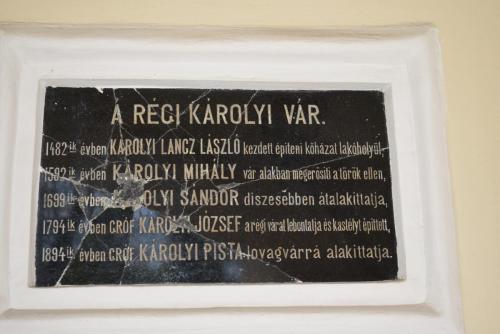 A RÉGI KÁROLYI VÁR.
1482ik évben KÁROLYI LANCZ LÁSZLÓ kezdett épiteni kőházat lakóhelyül,
1592ik évben KÁROLYI MIHÁLY vár alakban megerősiti a török ellen,
1699ik évben OLYI SÁNDOR diszesebben átalakittatja,
1794ik évben GRÓF KÁROLYI JÓZSEF a régi várat lebontatja és kastélyt épittett,
1894ik évben GRÓF KÁROLYI PISTA lovagvárrá alakittatja.